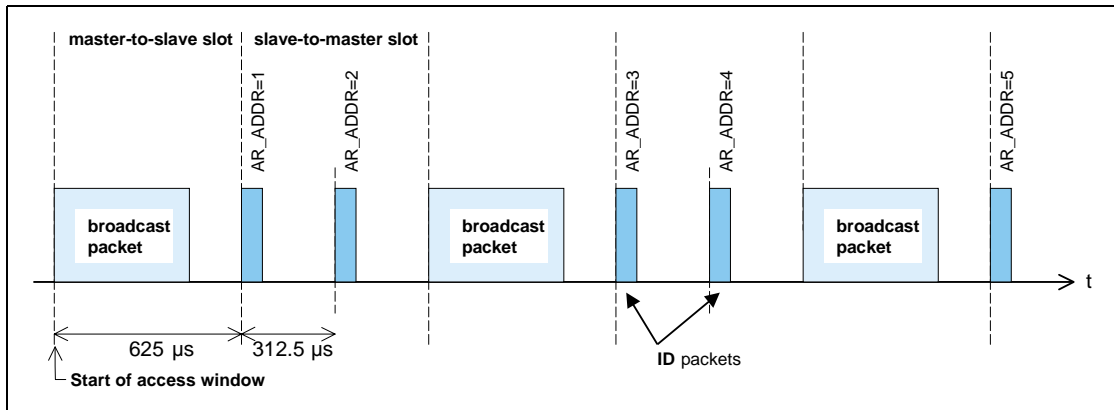 master-to-slave slot
slave-to-master slot
AR_ADDR=1
AR_ADDR=2
AR_ADDR=3
AR_ADDR=4
AR_ADDR=5
broadcast
packet
broadcast
packet
broadcast
packet
t
625 µs
312.5 µs
ID packets
Start of access window